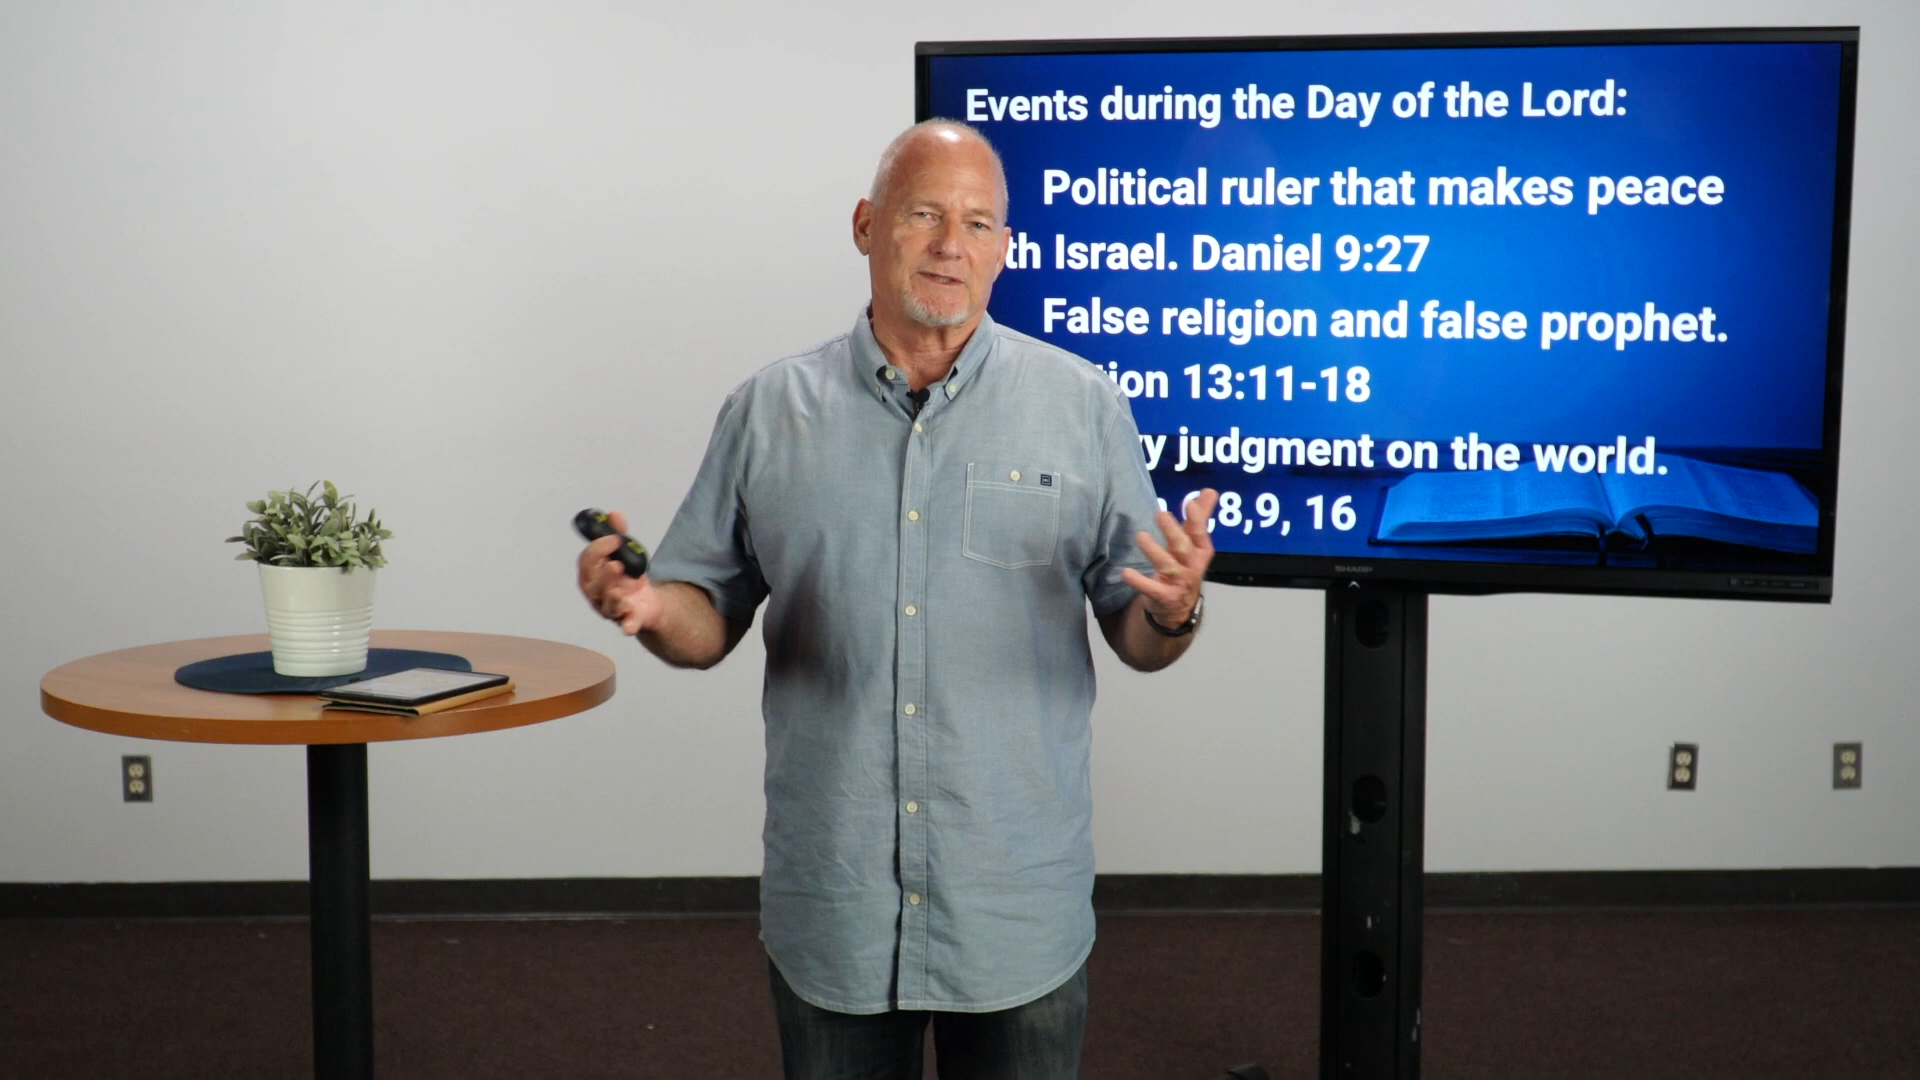 Events during the Day of the Lord:
Political ruler that makes peace
th Israel. Daniel 9:27
False religion and false prophet.
tion 13:11-18
y judgment on the world.
,8,9, 16
SHARP